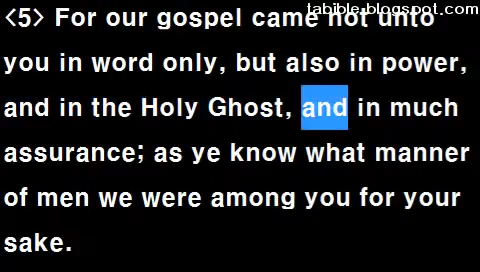 tabible.blogspot.com
<5> For our gospel came not unto
you in word only, but also in power,
and in the Holy Ghost, and in much
assurance; as ye know what manner
of men we were among you for your
sake.